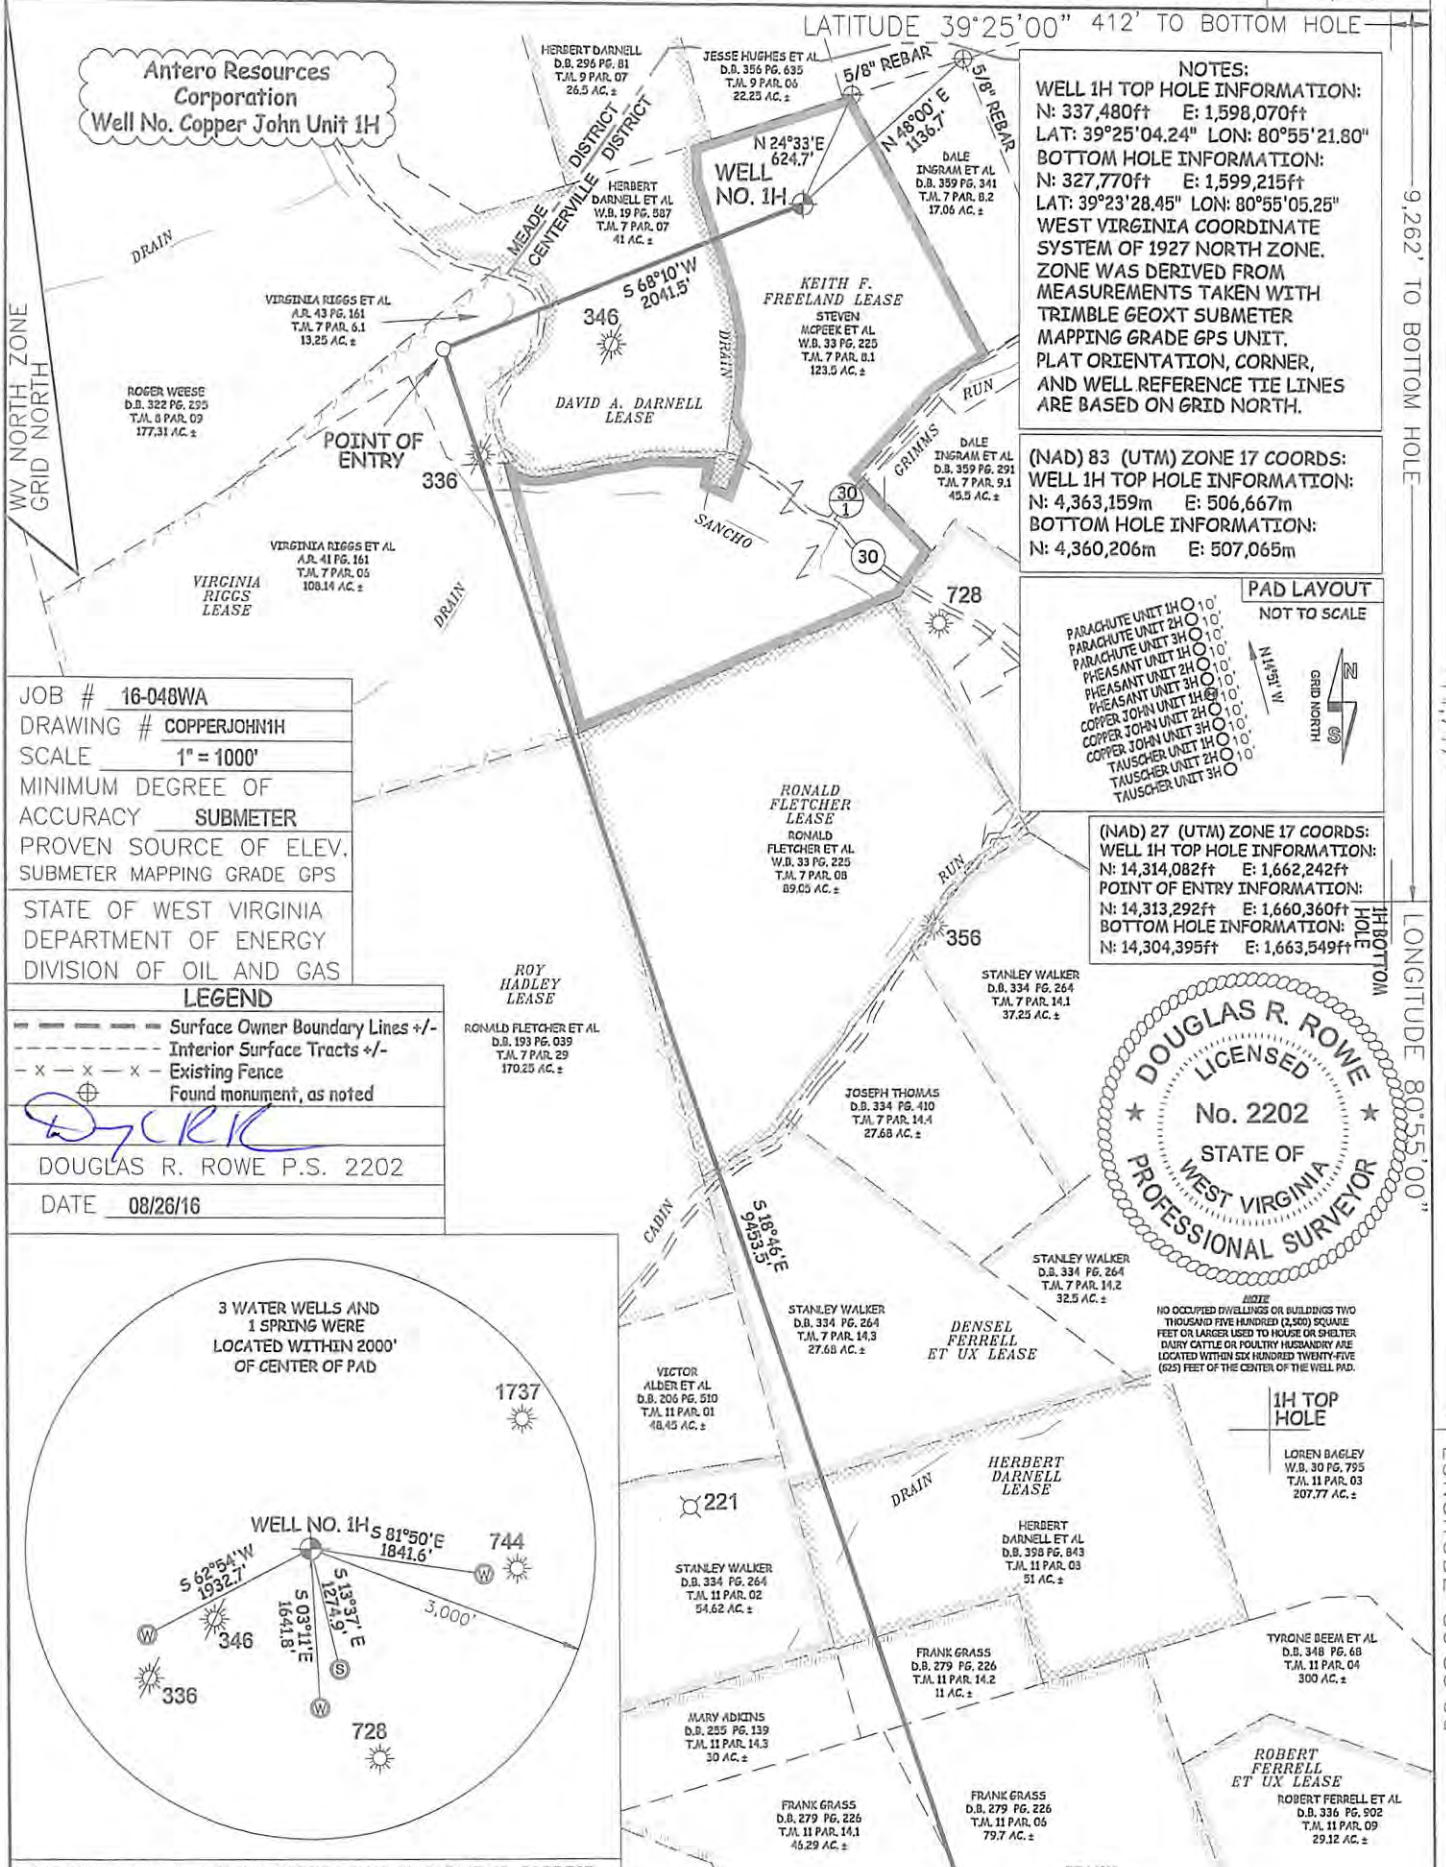 LATITUDE 39°25'00" 412' TO BOTTOM HOLE
Antero Resources
Corporation
Well No. Copper John Unit 1H
HERBERT DARNELL
D.B. 296 PG. 81
T.M. 9 PAR. 07
26.5 AC. ±
JESSE HUGHES ET AL
D.B. 356 PG. 635
T.M. 9 PAR. 06
22.25 AC. ±
5/8" REBAR
5/8" REBAR
N 24°33'E
624.7'
N 48°00' E
1136.7'
WELL
NO. 1H
DALE
INGRAM ET AL
D.B. 359 PG. 341
T.M. 7 PAR. 8.2
17.06 AC. ±
MEADE DISTRICT
CENTERVILLE DISTRICT
HERBERT
DARNELL ET AL
W.B. 19 PG. 587
T.M. 7 PAR. 07
41 AC. ±
DRAIN
VIRGINIA RIGGS ET AL
A.R. 43 PG. 161
T.M. 7 PAR. 6.1
13.25 AC. ±
S 68°10'W
2041.5'
346
KEITH F.
FREELAND LEASE
STEVEN
MCPEEK ET AL
W.B. 33 PG. 225
T.M. 7 PAR. 8.1
123.5 AC. ±
DRAIN
WV NORTH ZONE
GRID NORTH
ROGER WEESE
D.B. 322 PG. 295
T.M. 8 PAR. 09
177.31 AC. ±
DAVID A. DARNELL
LEASE
POINT OF
ENTRY
336
GRIMMS
RUN
DALE
INGRAM ET AL
D.B. 359 PG. 291
T.M. 7 PAR. 9.1
45.5 AC. ±
30
1
30
SANCHO
VIRGINIA RIGGS ET AL
A.R. 41 PG. 161
T.M. 7 PAR. 05
108.14 AC. ±
VIRGINIA
RIGGS
LEASE
DRAIN
728
NOTES:
WELL 1H TOP HOLE INFORMATION:
N: 337,480ft E: 1,598,070ft
LAT: 39°25'04.24" LON: 80°55'21.80"
BOTTOM HOLE INFORMATION:
N: 327,770ft E: 1,599,215ft
LAT: 39°23'28.45" LON: 80°55'05.25"
WEST VIRGINIA COORDINATE
SYSTEM OF 1927 NORTH ZONE.
ZONE WAS DERIVED FROM
MEASUREMENTS TAKEN WITH
TRIMBLE GEOXT SUBMETER
MAPPING GRADE GPS UNIT.
PLAT ORIENTATION, CORNER,
AND WELL REFERENCE TIE LINES
ARE BASED ON GRID NORTH.
9,262' TO BOTTOM HOLE
(NAD) 83 (UTM) ZONE 17 COORDS:
WELL 1H TOP HOLE INFORMATION:
N: 4,363,159m E: 506,667m
BOTTOM HOLE INFORMATION:
N: 4,360,206m E: 507,065m
PAD LAYOUT
NOT TO SCALE
PARACHUTE UNIT 1H 10'
PARACHUTE UNIT 2H 10'
PARACHUTE UNIT 3H 10'
PHEASANT UNIT 1H 10'
PHEASANT UNIT 2H 10'
PHEASANT UNIT 3H 10'
COPPER JOHN UNIT 1H 10'
COPPER JOHN UNIT 2H 10'
COPPER JOHN UNIT 3H 10'
TAUSCHER UNIT 1H 10'
TAUSCHER UNIT 2H 10'
TAUSCHER UNIT 3H
N 14°51' W
GRID NORTH
N
S
(NAD) 27 (UTM) ZONE 17 COORDS:
WELL 1H TOP HOLE INFORMATION:
N: 14,314,082ft E: 1,662,242ft
POINT OF ENTRY INFORMATION:
N: 14,313,292ft E: 1,660,360ft
BOTTOM HOLE INFORMATION:
N: 14,304,395ft E: 1,663,549ft
1H BOTTOM
HOLE
LONGITUDE 80°55'00"
JOB # 16-048WA
DRAWING # COPPERJOHN1H
SCALE 1" = 1000'
MINIMUM DEGREE OF
ACCURACY SUBMETER
PROVEN SOURCE OF ELEV.
SUBMETER MAPPING GRADE GPS
STATE OF WEST VIRGINIA
DEPARTMENT OF ENERGY
DIVISION OF OIL AND GAS
LEGEND
Surface Owner Boundary Lines +/-
Interior Surface Tracts +/-
X — X — X Existing Fence
Found monument, as noted
DOUGLAS R. ROWE P.S. 2202
DATE 08/26/16
RONALD
FLETCHER
LEASE
RONALD
FLETCHER ET AL
W.B. 33 PG. 225
T.M. 7 PAR. 08
89.05 AC. ±
RUN
356
ROY
HADLEY
LEASE
RONALD FLETCHER ET AL
D.B. 193 PG. 039
T.M. 7 PAR. 29
170.25 AC. ±
STANLEY WALKER
D.B. 334 PG. 264
T.M. 7 PAR. 14.1
37.25 AC. ±
JOSEPH THOMAS
D.B. 334 PG. 410
T.M. 7 PAR. 14.4
27.68 AC. ±
CABIN
S 18°46'E
9453.5'
DOUGLAS R. ROWE
LICENSED
No. 2202
STATE OF
WEST VIRGINIA
PROFESSIONAL SURVEYOR
STANLEY WALKER
D.B. 334 PG. 264
T.M. 7 PAR. 14.2
32.5 AC. ±
STANLEY WALKER
D.B. 334 PG. 264
T.M. 7 PAR. 14.3
27.68 AC. ±
DENSEL
FERRELL
ET UX LEASE
NOTE
NO OCCUPIED DWELLINGS OR BUILDINGS TWO
THOUSAND FIVE HUNDRED (2,500) SQUARE
FEET OR LARGER USED TO HOUSE OR SHELTER
DAIRY CATTLE OR POULTRY HUSBANDRY ARE
LOCATED WITHIN SIX HUNDRED TWENTY-FIVE
(625) FEET OF THE CENTER OF THE WELL PAD.
VICTOR
ALDER ET AL
D.B. 206 PG. 510
T.M. 11 PAR. 01
48.45 AC. ±
1H TOP
HOLE
LOREN BAGLEY
W.B. 30 PG. 795
T.M. 11 PAR. 03
207.77 AC. ±
3 WATER WELLS AND
1 SPRING WERE
LOCATED WITHIN 2000'
OF CENTER OF PAD
1737
WELL NO. 1H
S 81°50'E
1841.6'
744
W
S 62°54'W
1932.7'
S 13°37' E
1274.9'
S 03°11'E
1641.8'
3,000'
W
346
S
336
W
728
221
DRAIN
HERBERT
DARNELL
LEASE
HERBERT
DARNELL ET AL
D.B. 398 PG. 843
T.M. 11 PAR. 03
51 AC. ±
STANLEY WALKER
D.B. 334 PG. 264
T.M. 11 PAR. 02
54.62 AC. ±
FRANK GRASS
D.B. 279 PG. 226
T.M. 11 PAR. 14.2
11 AC. ±
TYRONE BEEM ET AL
D.B. 348 PG. 68
T.M. 11 PAR. 04
300 AC. ±
MARY ADKINS
D.B. 255 PG. 139
T.M. 11 PAR. 14.3
30 AC. ±
ROBERT
FERRELL
ET UX LEASE
ROBERT FERRELL ET AL
D.B. 336 PG. 902
T.M. 11 PAR. 09
29.12 AC. ±
FRANK GRASS
D.B. 279 PG. 226
T.M. 11 PAR. 14.1
46.29 AC. ±
FRANK GRASS
D.B. 279 PG. 226
T.M. 11 PAR. 06
79.7 AC. ±